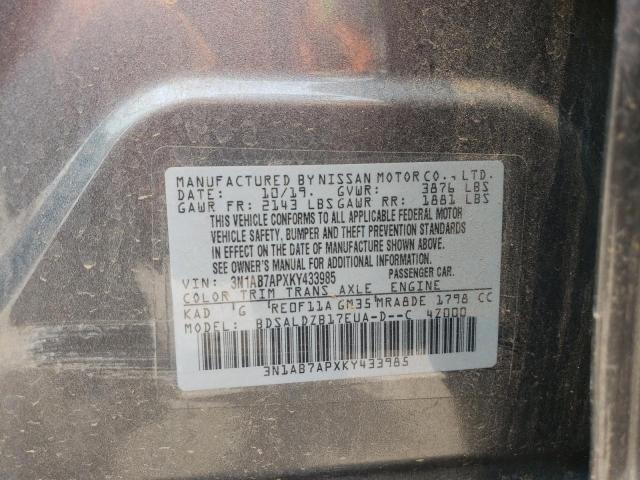 MANUFACTURED BY NISSAN MOTOR CO., LTD.
DATE: 10/19. GVWR: 3876 LBS
GAWR FR: 2143 LBS GAWR RR: 1881 LBS
THIS VEHICLE CONFORMS TO ALL APPLICABLE FEDERAL MOTOR
VEHICLE SAFETY, BUMPER AND THEFT PREVENTION STANDARDS
IN EFFECT ON THE DATE OF MANUFACTURE SHOWN ABOVE.
SEE OWNER'S MANUAL FOR ADDITIONAL INFORMATION.
VIN: 3N1AB7APXKY433985 PASSENGER CAR.
COLOR TRIM TRANS AXLE ENGINE
KAD G RE0F11A GM35 MRA8DE 1798 CC
MODEL: BDSALDZB17EUA-D--C 4Z000
3N1AB7APXKY433985